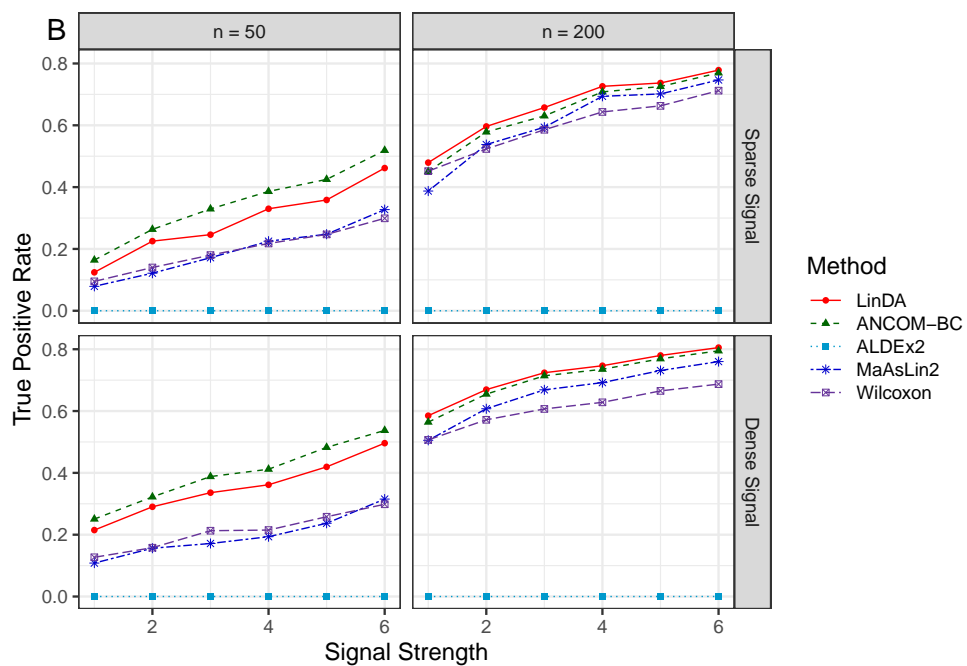 B
n = 50
n = 200
0.8
0.6
0.4
0.2
0.0
Sparse Signal
0.8
0.6
0.4
0.2
0.0
Dense Signal
True Positive Rate
2
4
6
2
4
6
Signal Strength
Method
LinDA
ANCOM−BC
ALDEx2
MaAsLin2
Wilcoxon